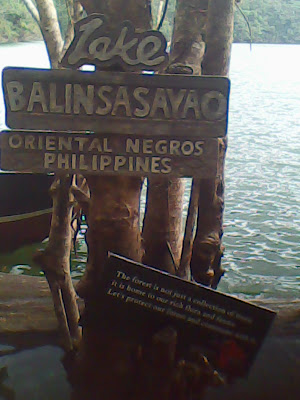 Lake
BALINSASAYAO
ORIENTAL NEGROS
PHILIPPINES
The forest is not just a collection of trees
it is home to our rich flora and fauna
Let's protect our forest and